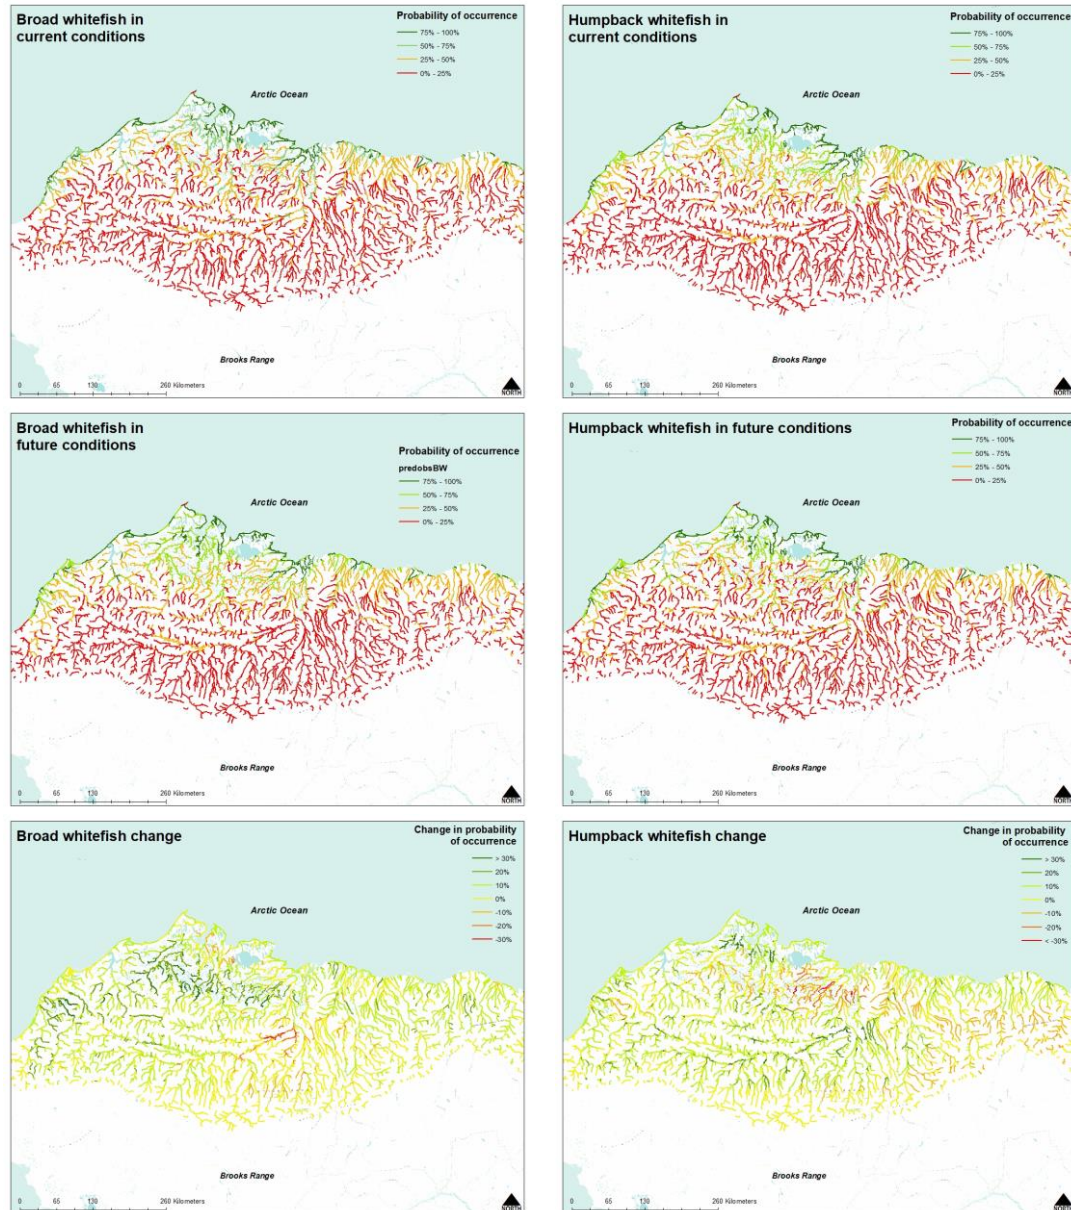 Broad whitefish in
current conditions
Probability of occurrence
75% - 100%
50% - 75%
25% - 50%
0% - 25%
Arctic Ocean
Brooks Range
0 65 130 260 Kilometers
NORTH
Humpback whitefish in
current conditions
Probability of occurrence
75% - 100%
50% - 75%
25% - 50%
0% - 25%
Arctic Ocean
Brooks Range
0 65 130 260 Kilometers
NORTH
Broad whitefish in
future conditions
Probability of occurrence
predobsBW
75% - 100%
50% - 75%
25% - 50%
0% - 25%
Arctic Ocean
Brooks Range
0 65 130 260 Kilometers
NORTH
Humpback whitefish in future conditions
Probability of occurrence
75% - 100%
50% - 75%
25% - 50%
0% - 25%
Arctic Ocean
Brooks Range
0 65 130 260 Kilometers
NORTH
Broad whitefish change
Change in probability
of occurrence
> 30%
20%
10%
0%
-10%
-20%
-30%
Arctic Ocean
Brooks Range
0 65 130 260 Kilometers
NORTH
Humpback whitefish change
Change in probability
of occurrence
> 30%
20%
10%
0%
-10%
-20%
< -30%
Arctic Ocean
Brooks Range
0 65 130 260 Kilometers
NORTH